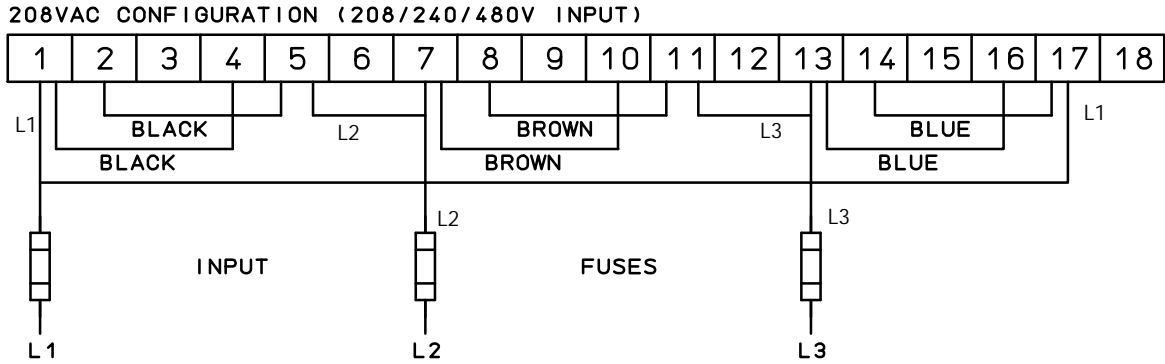 208VAC CONFIGURATION (208/240/480V INPUT)
1 2 3 4 5 6 7 8 9 10 11 12 13 14 15 16 17 18
L1 BLACK L2 BROWN L3 BLUE L1
BLACK BROWN BLUE
L2 L3
INPUT FUSES
L1 L2 L3